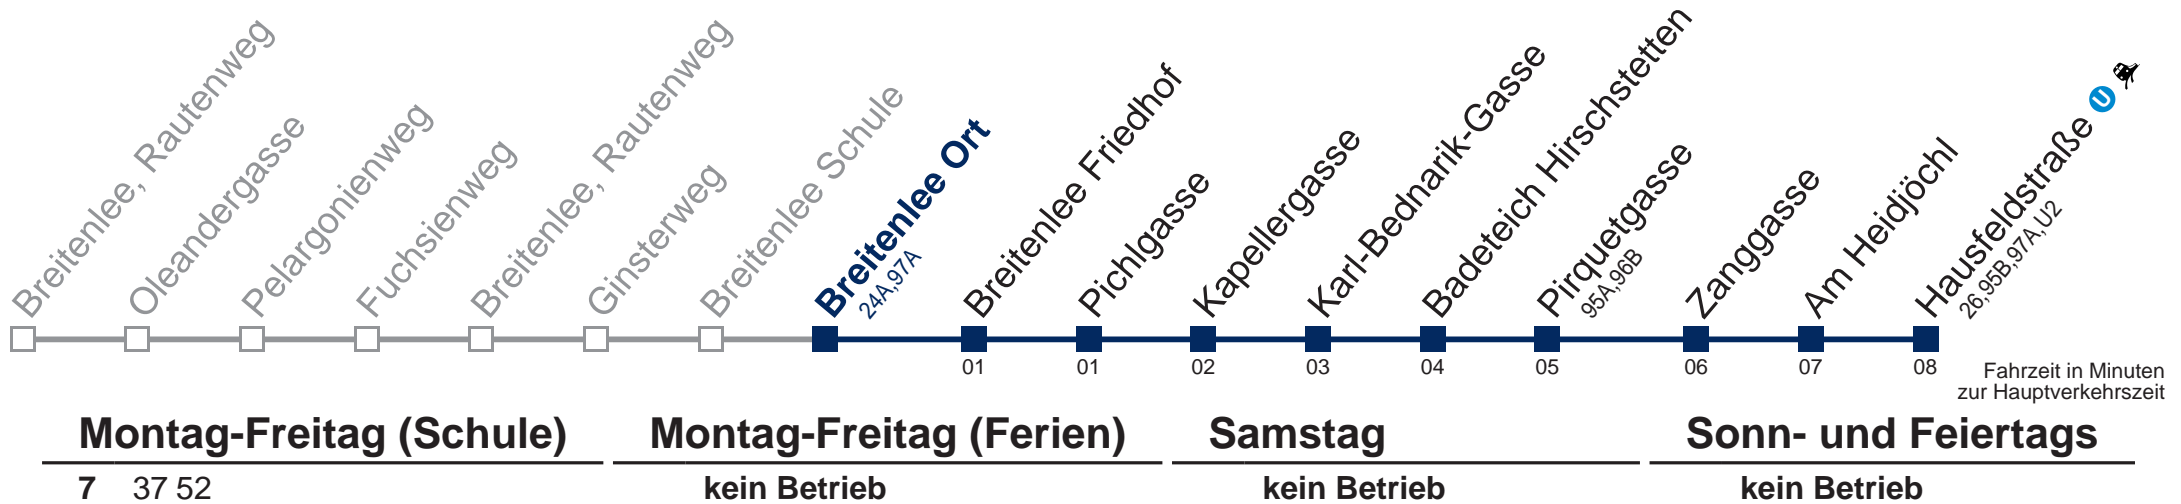 Breitenlee, Rautenweg
Oleandergasse
Pelargonienweg
Fuchsienweg
Breitenlee, Rautenweg
Ginsterweg
Breitenlee Schule
Breitenlee Ort
24A,97A
Breitenlee Friedhof
Pichlgasse
Kapellergasse
Karl-Bednarik-Gasse
Badeteich Hirschstetten
Pirquetgasse
95A,96B
Zanggasse
Am Heidjöchl
Hausfeldstraße U
26,95B,97A,U2
01 01 02 03 04 05 06 07 08
Fahrzeit in Minuten
zur Hauptverkehrszeit
Montag-Freitag (Schule) Montag-Freitag (Ferien) Samstag Sonn- und Feiertags
7 37 52 kein Betrieb kein Betrieb kein Betrieb